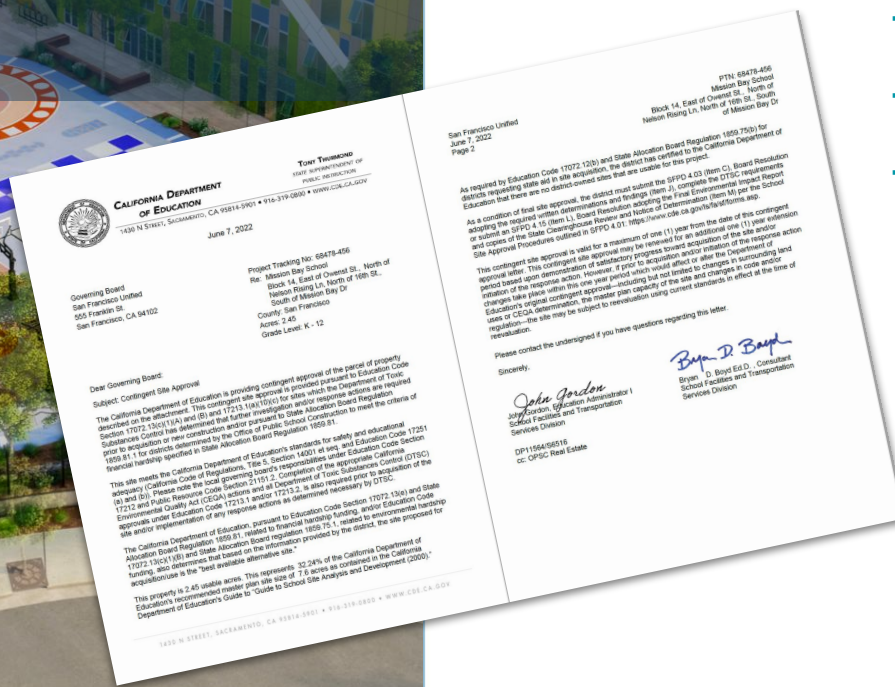 CALIFORNIA DEPARTMENT
OF EDUCATION
TONY THURMOND
STATE SUPERINTENDENT OF
PUBLIC INSTRUCTION
1430 N STREET, SACRAMENTO, CA 95814-5901 • 916-319-0800 • WWW.CDE.CA.GOV
June 7, 2022
Governing Board
San Francisco Unified
555 Franklin St.
San Francisco, CA 94102
Project Tracking No: 68478-456
Re: Mission Bay School
Block 14, East of Owenst St., North of
Nelson Rising Ln, North of 16th St.,
South of Mission Bay Dr
County: San Francisco
Acres: 2.45
Grade Level: K - 12
Dear Governing Board:
Subject: Contingent Site Approval
The California Department of Education is providing contingent approval of the parcel of property
described on the attachment. This contingent site approval is provided pursuant to Education Code
Section 17072.13(c)(1)(A) and (B) and 17213.1(a)(10)(c) for sites which the Department of Toxic
Substances Control has determined that further investigation and/or response actions are required
prior to acquisition or new construction and/or pursuant to State Allocation Board Regulation
1859.81.1 for districts determined by the Office of Public School Construction to meet the criteria of
financial hardship specified in State Allocation Board Regulation 1859.81.
This site meets the California Department of Education's standards for safety and educational
adequacy (California Code of Regulations, Title 5, Section 14001 et seq, and Education Code 17251
(a) and (b)). Please note the local governing board's responsibilities under Education Code Section
17212 and Public Resource Code Section 21151.2. Completion of the appropriate California
Environmental Quality Act (CEQA) actions and all Department of Toxic Substances Control (DTSC)
approvals under Education Code 17213.1 and/or 17213.2, is also required prior to acquisition of the
site and/or implementation of any response actions as determined necessary by DTSC.
The California Department of Education, pursuant to Education Code Section 17072.13(e) and State
Allocation Board Regulation 1859.81, related to financial hardship funding, and/or Education Code
17072.13(c)(1)(B) and State Allocation Board regulation 1859.75.1, related to environmental hardship
funding, also determines that based on the information provided by the district, the site proposed for
acquisition/use is the "best available alternative site."
This property is 2.45 usable acres. This represents 32.24% of the California Department of
Education's recommended master plan site size of 7.6 acres as contained in the California
Department of Education's Guide to "Guide to School Site Analysis and Development (2000)."
1430 N STREET, SACRAMENTO, CA 95814-5901 • 916-319-0800 • WWW.CDE.CA.GOV
San Francisco Unified
June 7, 2022
Page 2
PTN: 68478-456
Mission Bay School
Block 14, East of Owenst St., North of
Nelson Rising Ln, North of 16th St., South
of Mission Bay Dr
As required by Education Code 17072.12(b) and State Allocation Board Regulation 1859.75(b) for
districts requesting state aid in site acquisition, the district has certified to the California Department of
Education that there are no district-owned sites that are usable for this project.
As a condition of final site approval, the district must submit the SFPD 4.03 (Item C), Board Resolution
adopting the required written determinations and findings (Item J), complete the DTSC requirements
or submit an SFPD 4.15 (Item L), Board Resolution adopting the Final Environmental Impact Report
and copies of the State Clearinghouse Review and Notice of Determination (Item M) per the School
Site Approval Procedures outlined in SFPD 4.01: https://www.cde.ca.gov/ls/fa/sf/forms.asp.
This contingent site approval is valid for a maximum of one (1) year from the date of this contingent
approval letter. This contingent site approval may be renewed for an additional one (1) year extension
period based upon demonstration of satisfactory progress toward acquisition of the site and/or
initiation of the response action. However, if prior to acquisition and/or initiation of the response action
changes take place within this one year period which would affect or alter the Department of
Education's original contingent approval—including but not limited to changes in surrounding land
uses or CEQA determination, the master plan capacity of the site and changes in code and/or
regulation—the site may be subject to reevaluation using current standards in effect at the time of
reevaluation.
Please contact the undersigned if you have questions regarding this letter.
Sincerely,
John Gordon
John Gordon, Education Administrator I
School Facilities and Transportation
Services Division
Bryan D. Boyd
Bryan D. Boyd Ed.D., Consultant
School Facilities and Transportation
Services Division
DP11564/S6516
cc: OPSC Real Estate